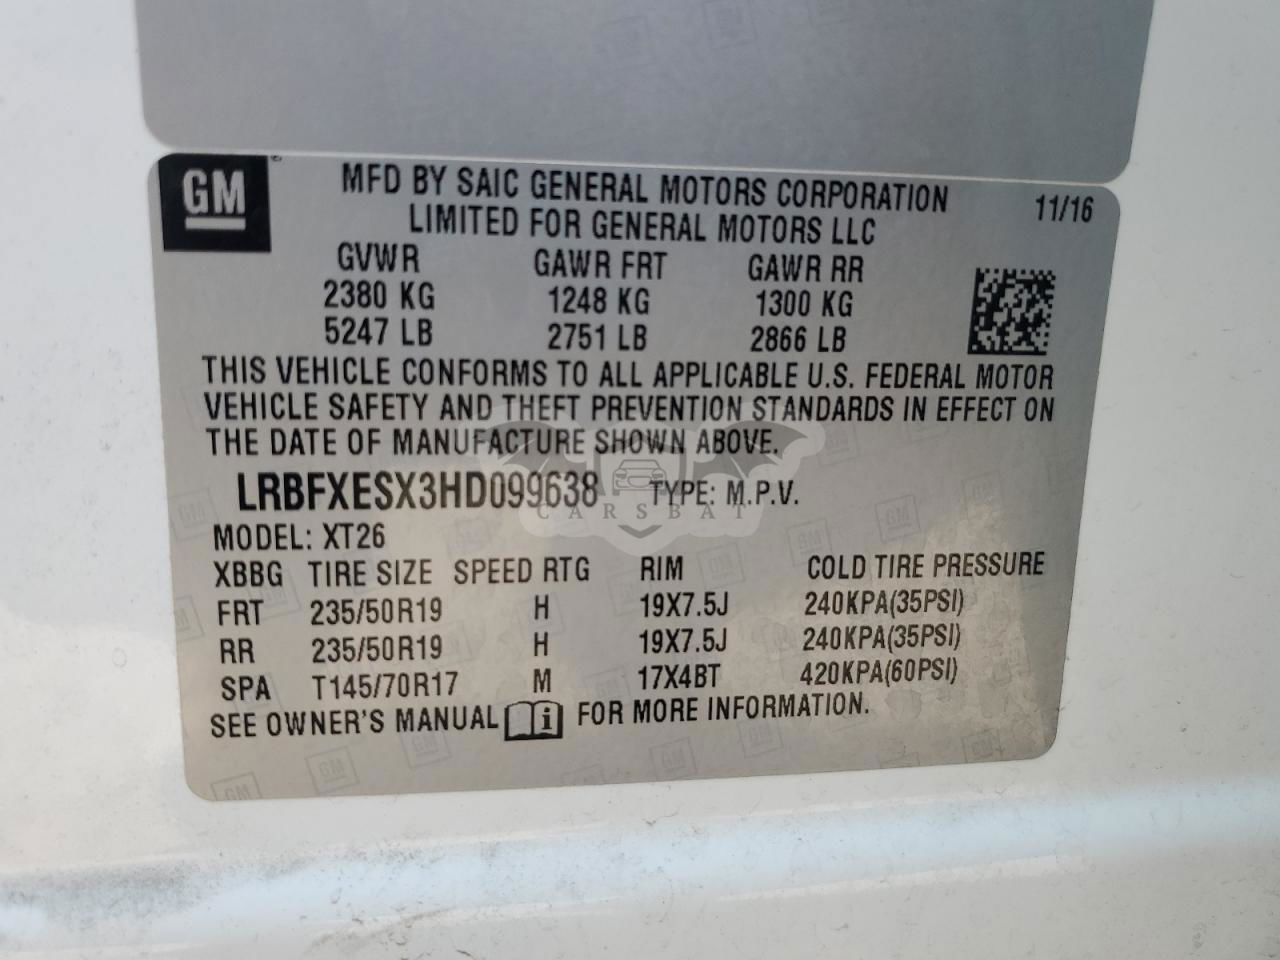 GM
MFD BY SAIC GENERAL MOTORS CORPORATION 11/16
LIMITED FOR GENERAL MOTORS LLC
GVWR GAWR FRT GAWR RR
2380 KG 1248 KG 1300 KG
5247 LB 2751 LB 2866 LB
THIS VEHICLE CONFORMS TO ALL APPLICABLE U.S. FEDERAL MOTOR
VEHICLE SAFETY AND THEFT PREVENTION STANDARDS IN EFFECT ON
THE DATE OF MANUFACTURE SHOWN ABOVE.
LRBFXESX3HD099638 TYPE: M.P.V.
CARSBAT
MODEL: XT26
XBBG TIRE SIZE SPEED RTG RIM COLD TIRE PRESSURE
FRT 235/50R19 H 19X7.5J 240KPA(35PSI)
RR 235/50R19 H 19X7.5J 240KPA(35PSI)
SPA T145/70R17 M 17X4BT 420KPA(60PSI)
SEE OWNER'S MANUAL FOR MORE INFORMATION.